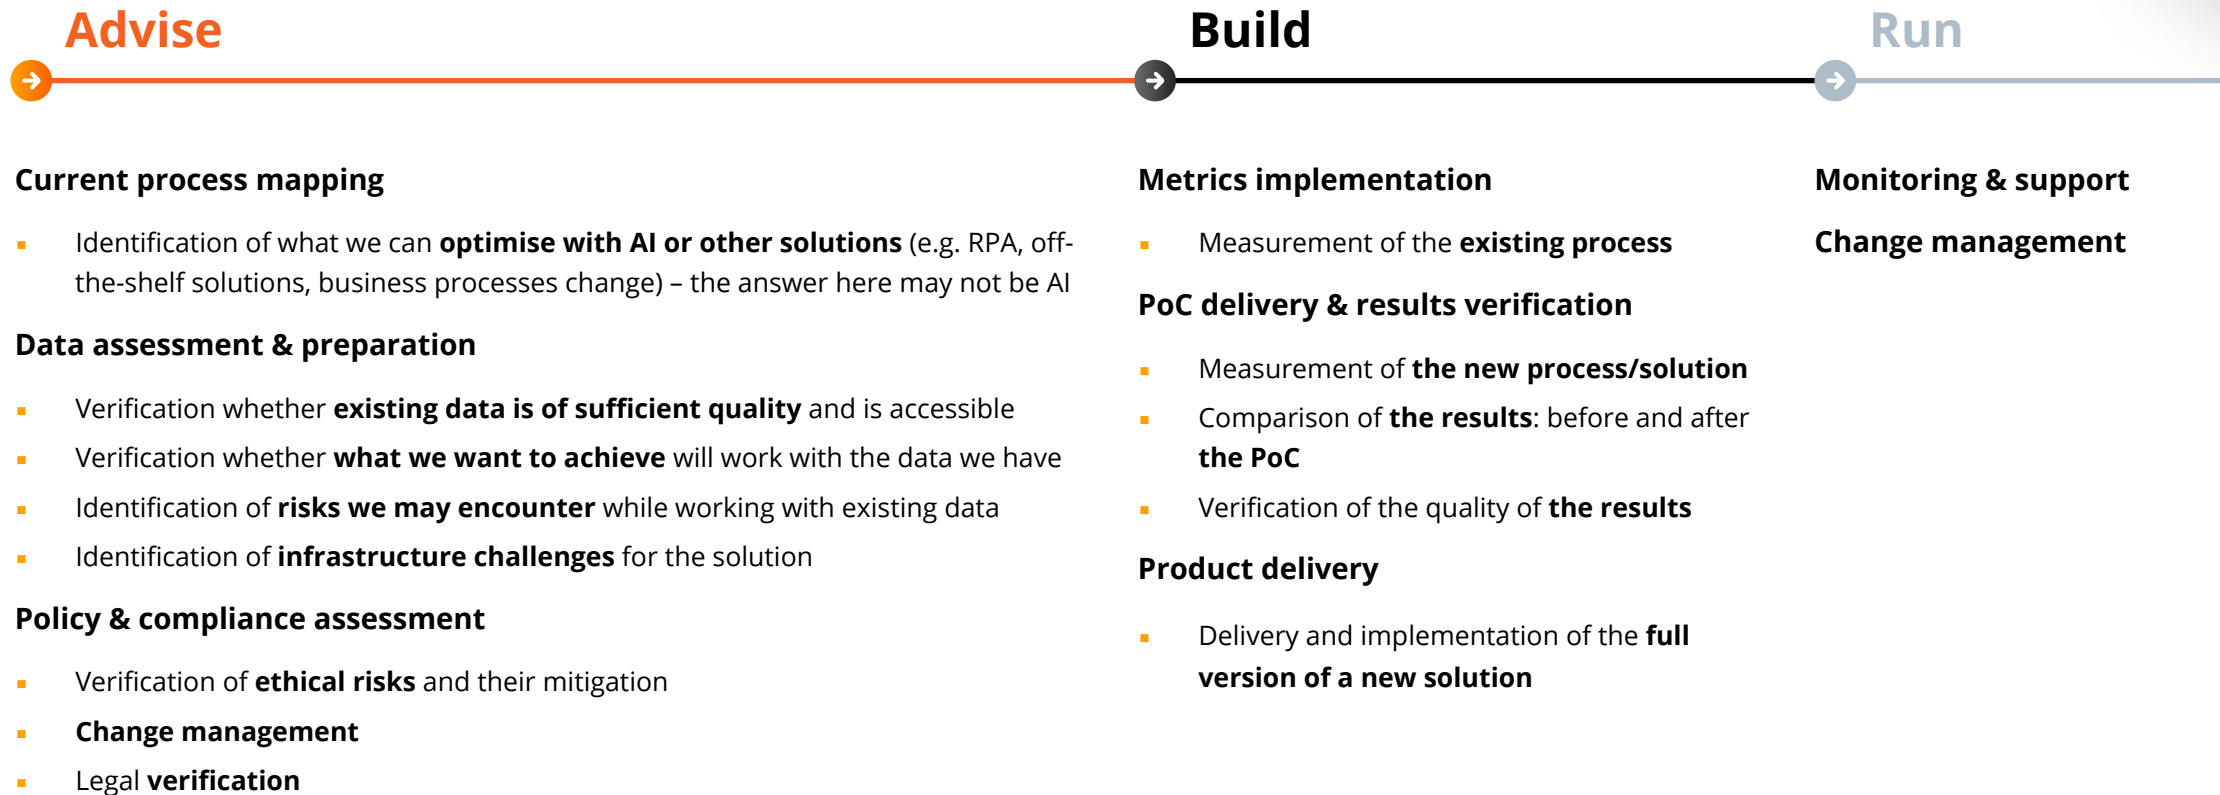 Advise
Build
Run
Current process mapping
▪ Identification of what we can optimise with AI or other solutions (e.g. RPA, off-
the-shelf solutions, business processes change) – the answer here may not be AI
Data assessment & preparation
▪ Verification whether existing data is of sufficient quality and is accessible
▪ Verification whether what we want to achieve will work with the data we have
▪ Identification of risks we may encounter while working with existing data
▪ Identification of infrastructure challenges for the solution
Policy & compliance assessment
▪ Verification of ethical risks and their mitigation
▪ Change management
▪ Legal verification
Metrics implementation
▪ Measurement of the existing process
PoC delivery & results verification
▪ Measurement of the new process/solution
▪ Comparison of the results: before and after
the PoC
▪ Verification of the quality of the results
Product delivery
▪ Delivery and implementation of the full
version of a new solution
Monitoring & support
Change management